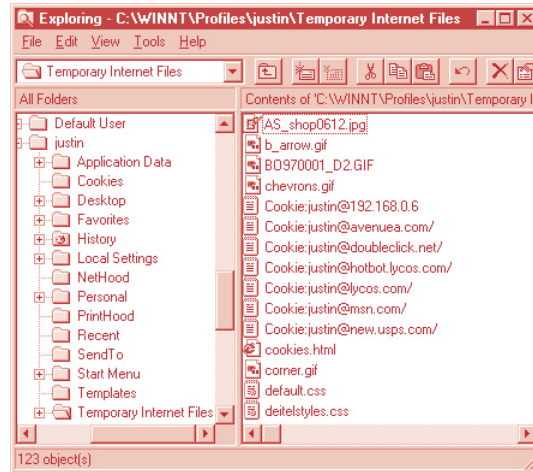 Exploring - C:\WINNT\Profiles\justin\Temporary Internet Files
File Edit View Tools Help
Temporary Internet Files
All Folders
Contents of 'C:\WINNT\Profiles\justin\Temporary I
Default User
justin
Application Data
Cookies
Desktop
Favorites
History
Local Settings
NetHood
Personal
PrintHood
Recent
SendTo
Start Menu
Templates
Temporary Internet Files
AS_shop0612.jpg
b_arrow.gif
BO970001_D2.GIF
chevrons.gif
Cookie:justin@192.168.0.6
Cookie:justin@avenuea.com/
Cookie:justin@doubleclick.net/
Cookie:justin@hotbot.lycos.com/
Cookie:justin@lycos.com/
Cookie:justin@msn.com/
Cookie:justin@new.usps.com/
cookies.html
corner.gif
default.css
deitelstyles.css
123 object(s)